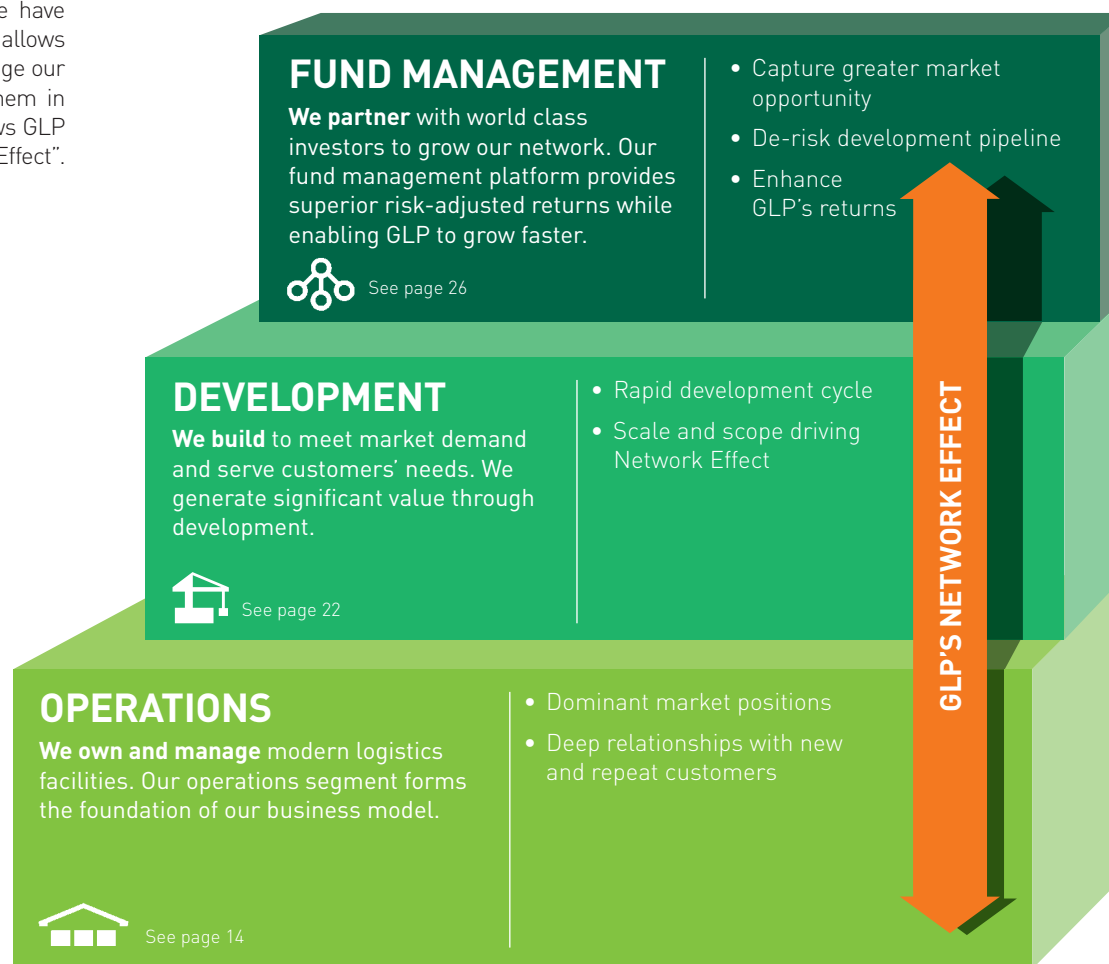 e have
allows
ge our
hem in
ws GLP
Effect”.
FUND MANAGEMENT
We partner with world class
investors to grow our network. Our
fund management platform provides
superior risk-adjusted returns while
enabling GLP to grow faster.
See page 26
• Capture greater market
opportunity
• De-risk development pipeline
• Enhance
GLP’s returns
DEVELOPMENT
We build to meet market demand
and serve customers’ needs. We
generate significant value through
development.
See page 22
• Rapid development cycle
• Scale and scope driving
Network Effect
OPERATIONS
We own and manage modern logistics
facilities. Our operations segment forms
the foundation of our business model.
See page 14
• Dominant market positions
• Deep relationships with new
and repeat customers
GLP’S NETWORK EFFECT